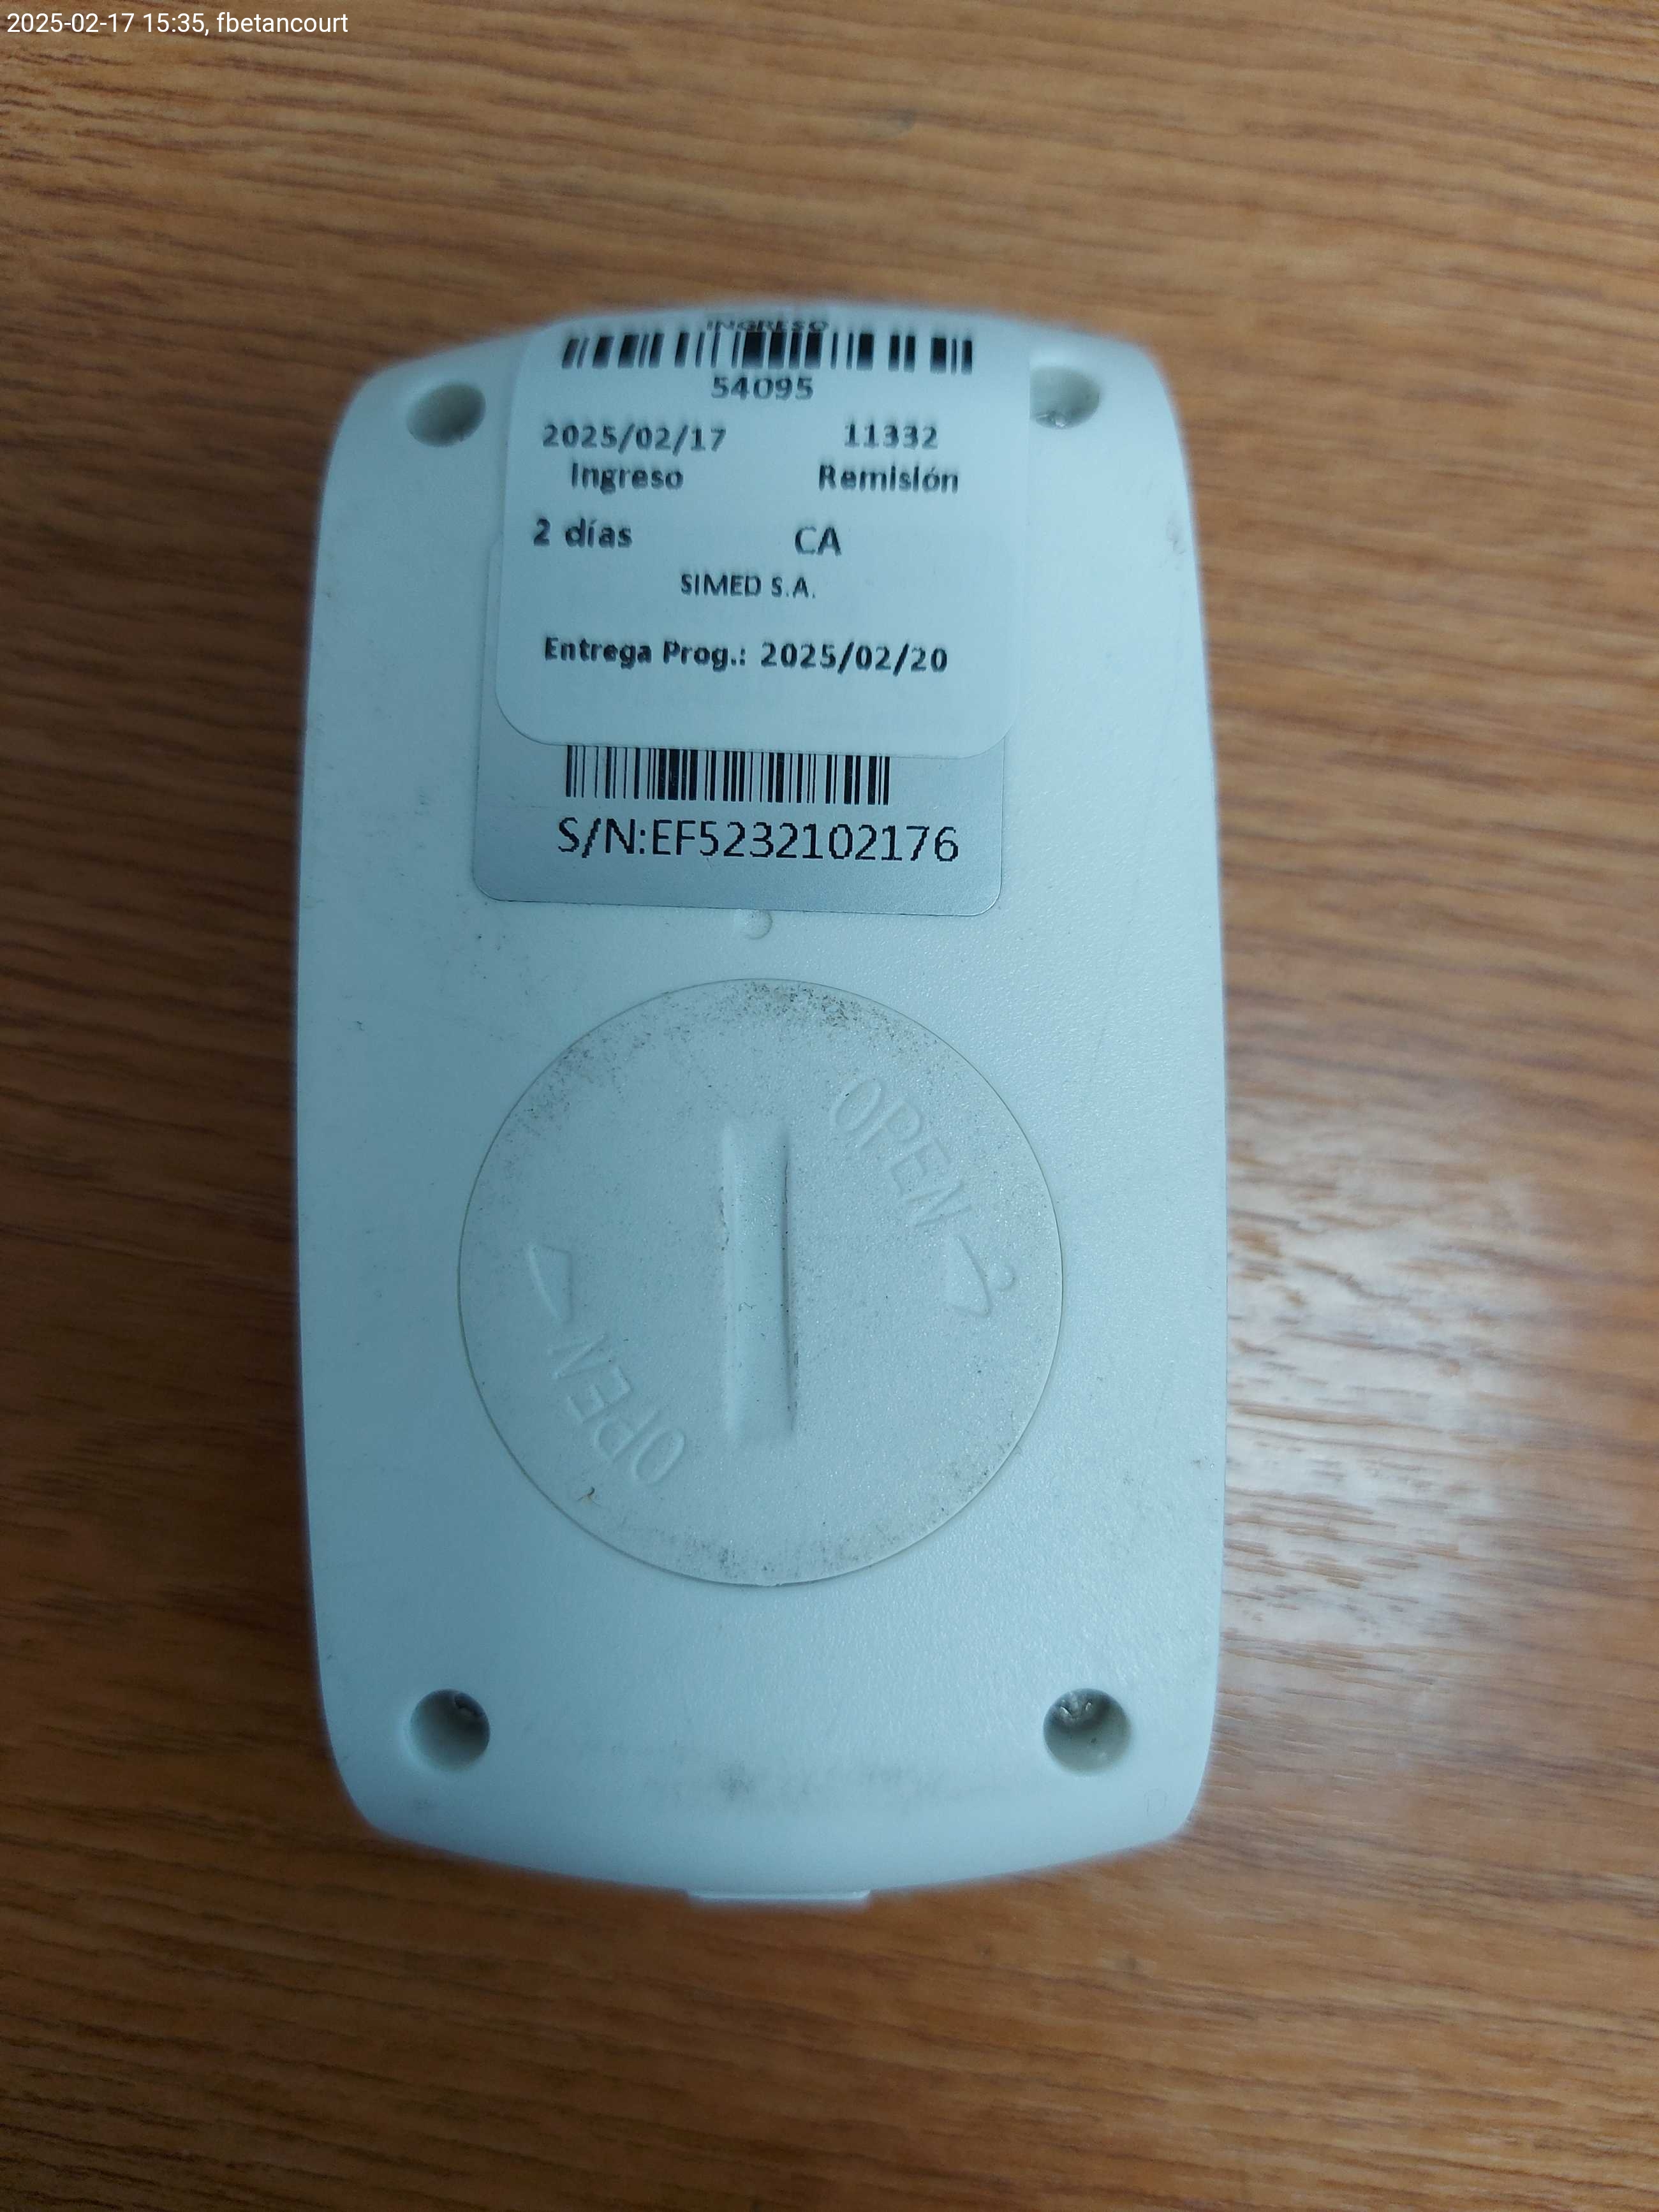 2025-02-17 15:35, fbetancourt
INGRESO
54095
2025/02/17 11332
Ingreso Remisión
2 días CA
SIMED S.A.
Entrega Prog.: 2025/02/20
S/N:EF5232102176
OPEN
OPEN